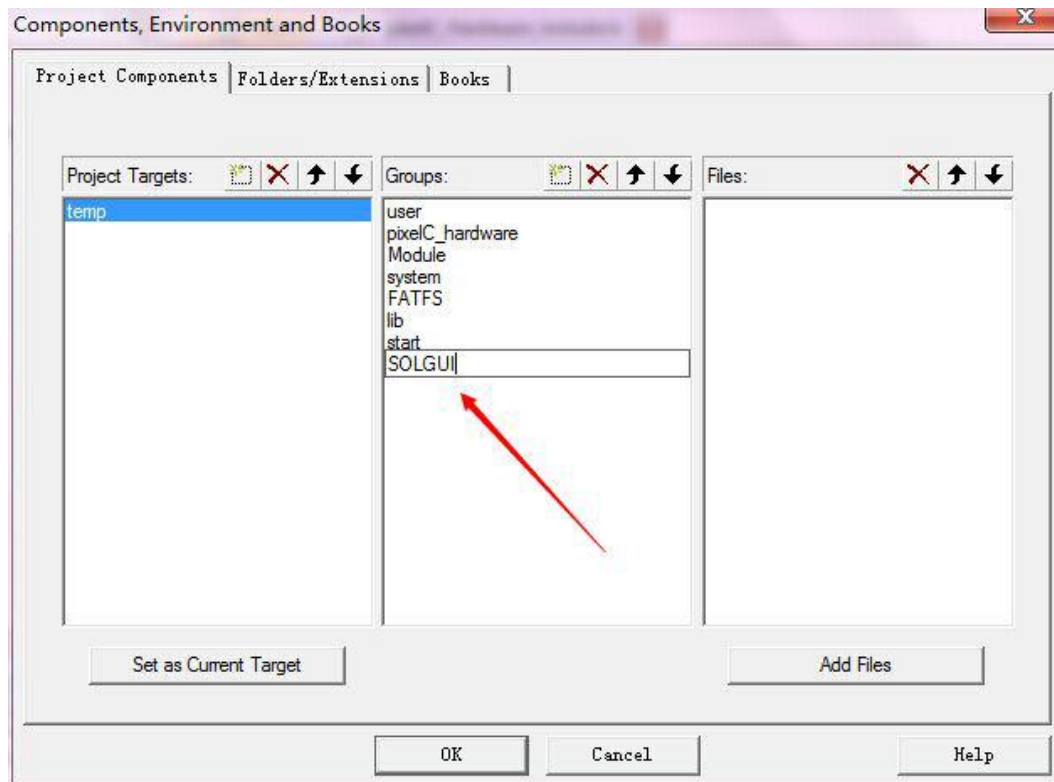 Components, Environment and Books
Project Components Folders/Extensions Books
Project Targets:
temp
Set as Current Target
Groups:
user
pixelC_hardware
Module
system
FATFS
lib
start
SOLGUI
Files:
Add Files
OK Cancel Help